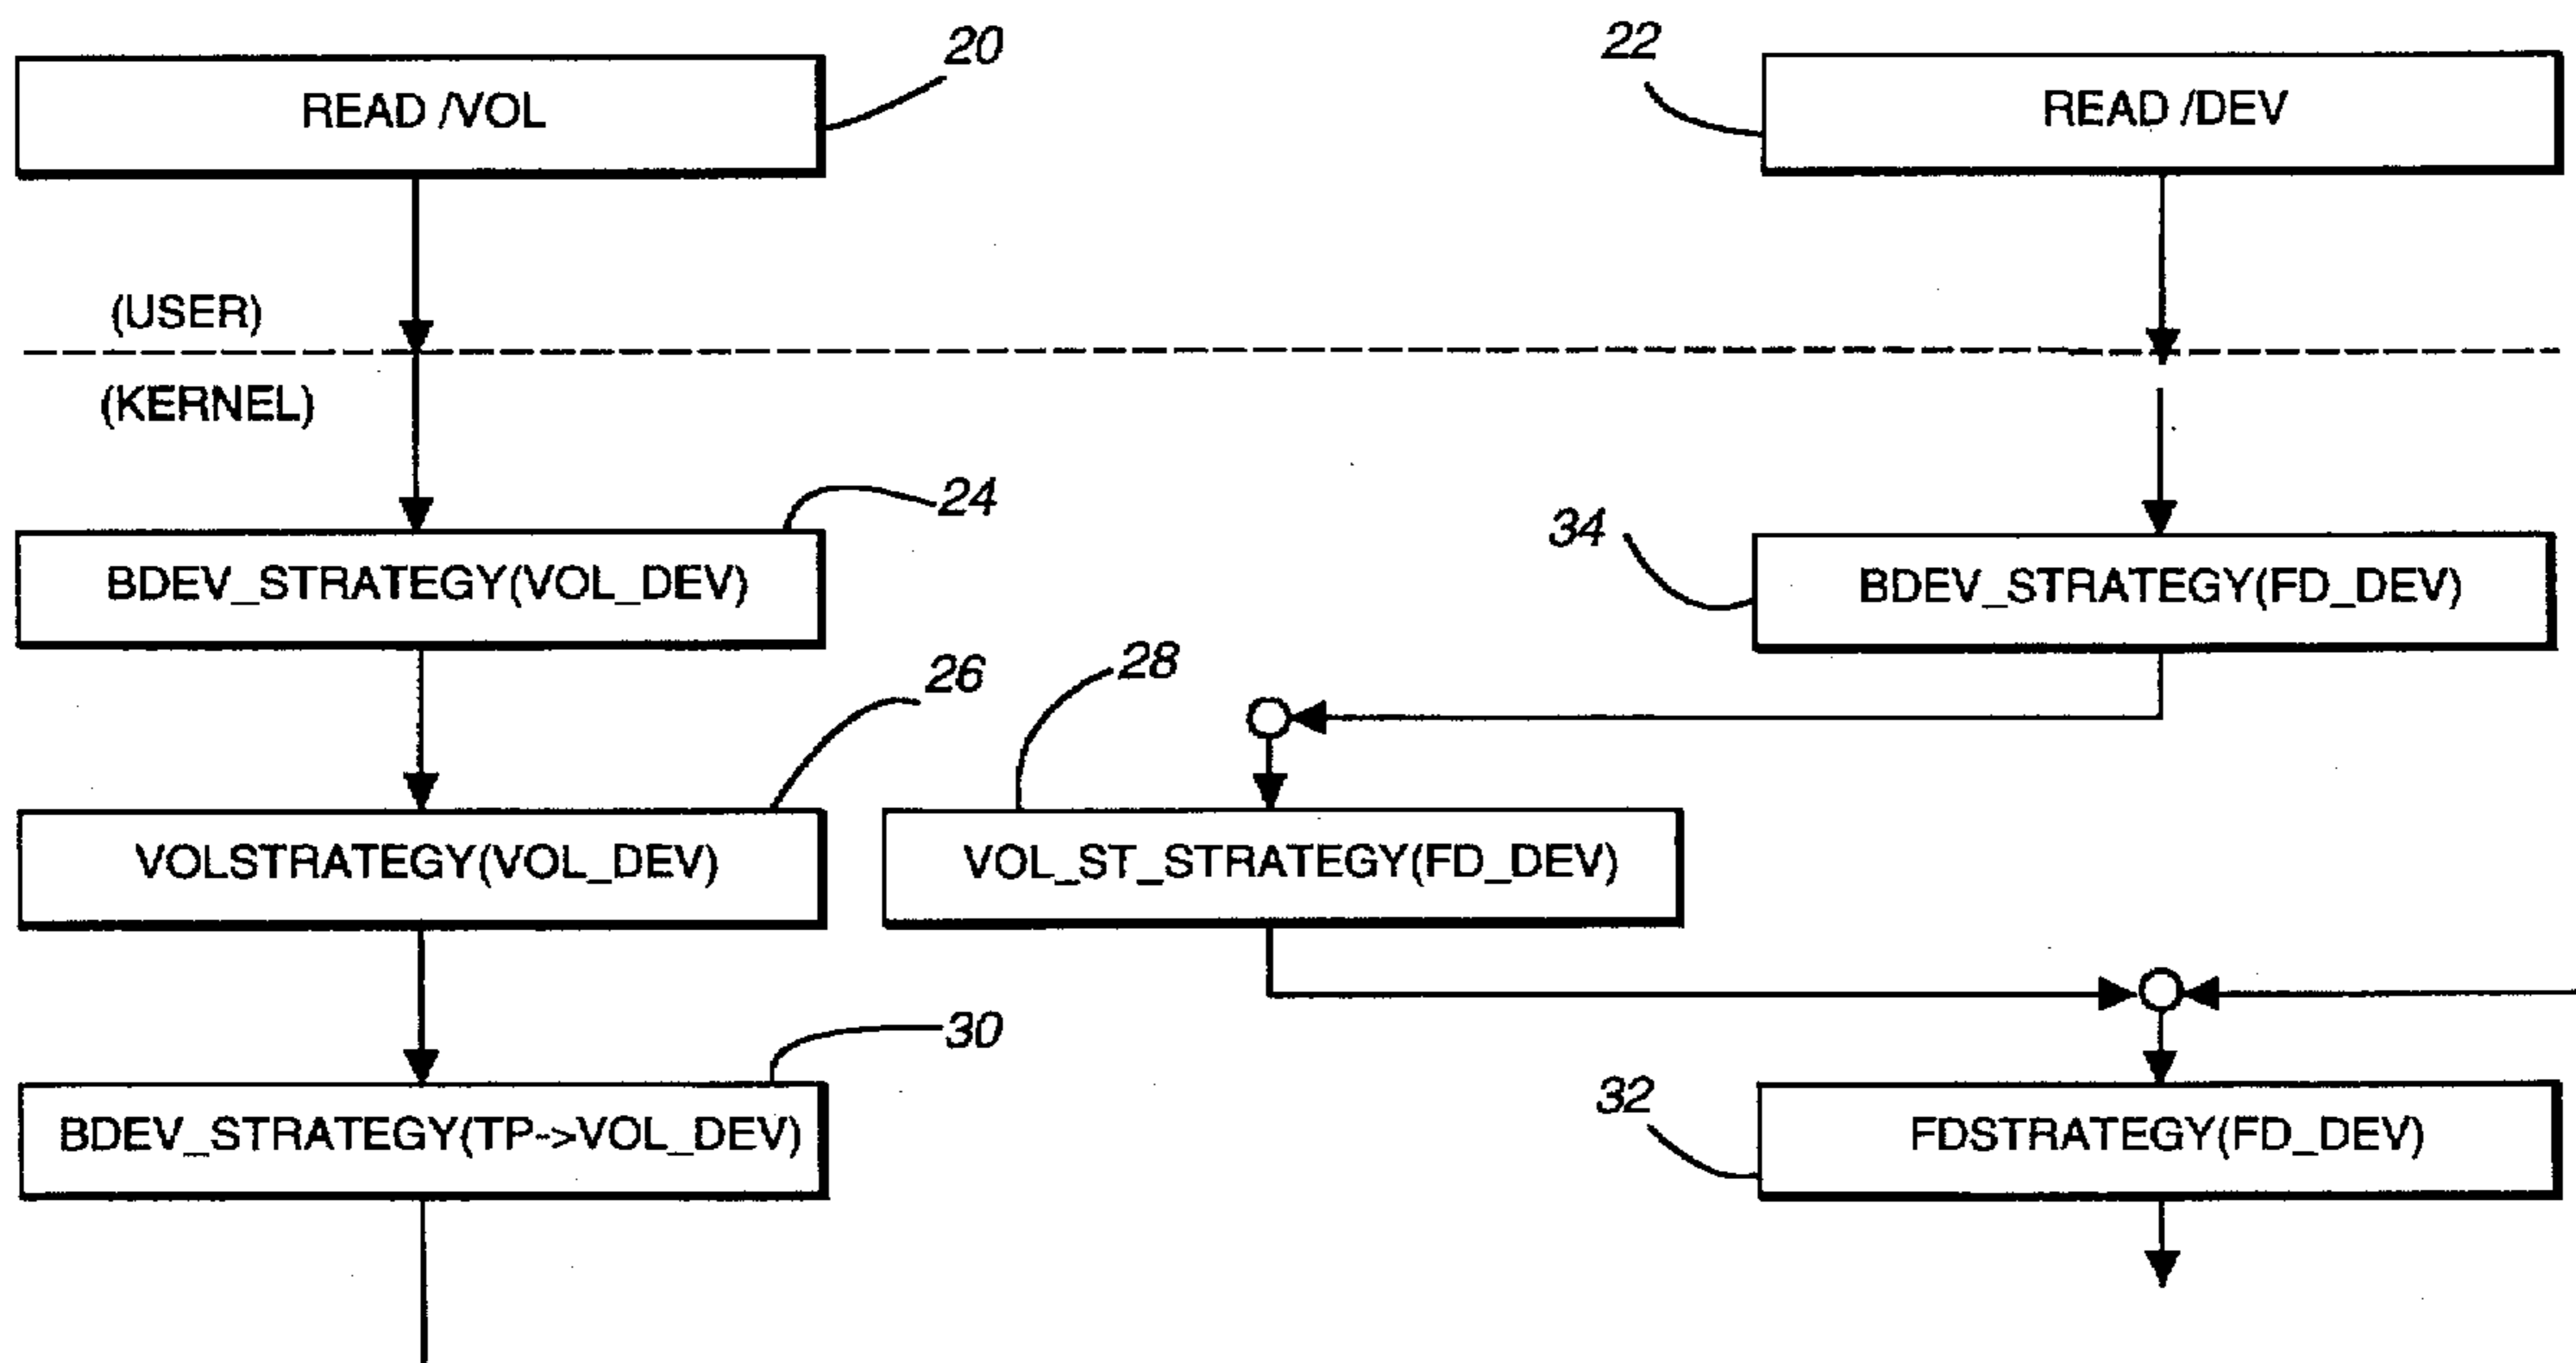 20
22
READ /VOL
READ /DEV
(USER)
(KERNEL)
24
34
BDEV_STRATEGY(VOL_DEV)
BDEV_STRATEGY(FD_DEV)
26
28
VOLSTRATEGY(VOL_DEV)
VOL_ST_STRATEGY(FD_DEV)
30
32
BDEV_STRATEGY(TP->VOL_DEV)
FDSTRATEGY(FD_DEV)